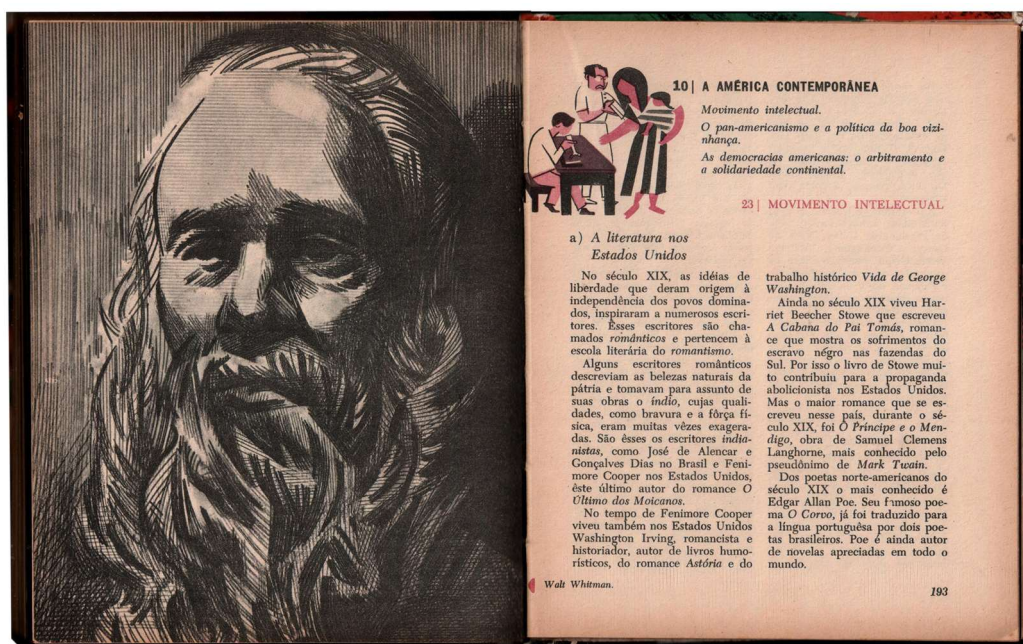 10 | A AMÉRICA CONTEMPORÂNEA
Movimento intelectual.
O pan-americanismo e a política da boa vizi-
nhança.
As democracias americanas: o arbitramento e
a solidariedade continental.
23 | MOVIMENTO INTELECTUAL
a) A literatura nos
Estados Unidos
No século XIX, as idéias de
liberdade que deram origem à
independência dos povos domina-
dos, inspiraram a numerosos escri-
tores. Êsses escritores são cha-
mados românticos e pertencem à
escola literária do romantismo.
Alguns escritores românticos
descreviam as belezas naturais da
pátria e tomavam para assunto de
suas obras o índio, cujas quali-
dades, como bravura e a fôrça fí-
sica, eram muitas vêzes exagera-
das. São êsses os escritores india-
nistas, como José de Alencar e
Gonçalves Dias no Brasil e Feni-
more Cooper nos Estados Unidos,
êste último autor do romance O
Último dos Moicanos.
No tempo de Fenimore Cooper
viveu também nos Estados Unidos
Washington Irving, romancista e
historiador, autor de livros humo-
rísticos, do romance Astória e do
trabalho histórico Vida de George
Washington.
Ainda no século XIX viveu Har-
riet Beecher Stowe que escreveu
A Cabana do Pai Tomás, roman-
ce que mostra os sofrimentos do
escravo négro nas fazendas do
Sul. Por isso o livro de Stowe mui-
to contribuiu para a propaganda
abolicionista nos Estados Unidos.
Mas o maior romance que se es-
creveu nesse país, durante o sé-
culo XIX, foi O Príncipe e o Men-
digo, obra de Samuel Clemens
Langhorne, mais conhecido pelo
pseudônimo de Mark Twain.
Dos poetas norte-americanos do
século XIX o mais conhecido é
Edgar Allan Poe. Seu famoso poe-
ma O Corvo, já foi traduzido para
a língua portuguêsa por dois poe-
tas brasileiros. Poe é ainda autor
de novelas apreciadas em todo o
mundo.
Walt Whitman.
193